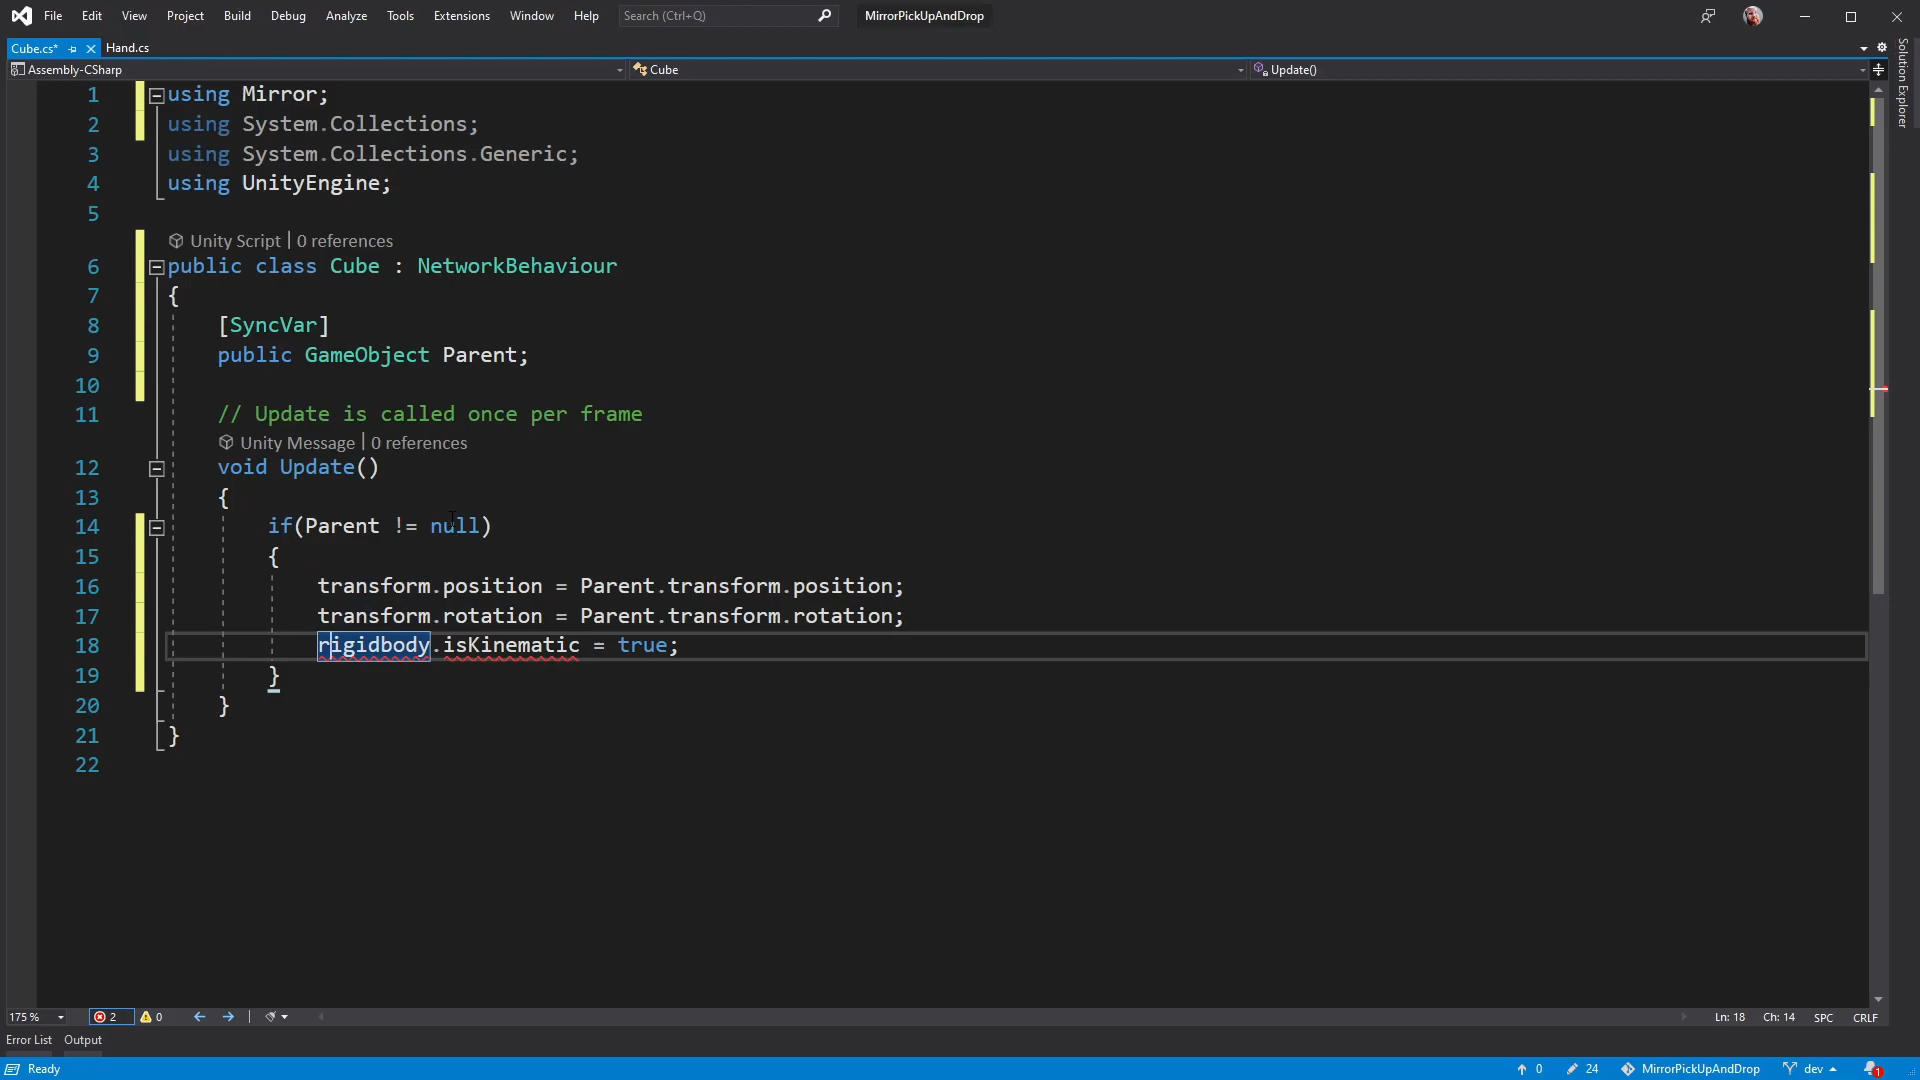 File Edit View Project Build Debug Analyze Tools Extensions Window Help Search (Ctrl+Q) MirrorPickUpAndDrop
Cube.cs* Hand.cs
Solution Explorer
Assembly-CSharp Cube Update()
1 using Mirror;
2 using System.Collections;
3 using System.Collections.Generic;
4 using UnityEngine;
5
Unity Script | 0 references
6 public class Cube : NetworkBehaviour
7 {
8 [SyncVar]
9 public GameObject Parent;
10
11 // Update is called once per frame
Unity Message | 0 references
12 void Update()
13 {
14 if(Parent != null)
15 {
16 transform.position = Parent.transform.position;
17 transform.rotation = Parent.transform.rotation;
18 rigidbody.isKinematic = true;
19 }
20 }
21 }
22
175 % 2 0 Ln: 18 Ch: 14 SPC CRLF
Error List Output
Ready 0 24 MirrorPickUpAndDrop dev 1